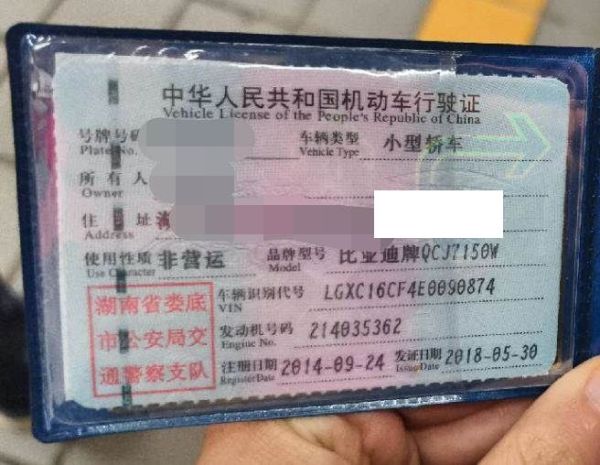 中华人民共和国机动车行驶证
Vehicle License of the People's Republic of China
号牌号码 车辆类型 小型轿车
Plate No. Vehicle Type
所有人
Owner
住 址
Address
使用性质 非营运 品牌型号 比亚迪牌QCJ7150W
Use Character Model
湖南省娄底
市公安局交
通警察支队
车辆识别代号 LGXC16CF4E0090874
VIN
发动机号码 214035362
Engine No.
注册日期 2014-09-24 发证日期 2018-05-30
Register Date Issue Date